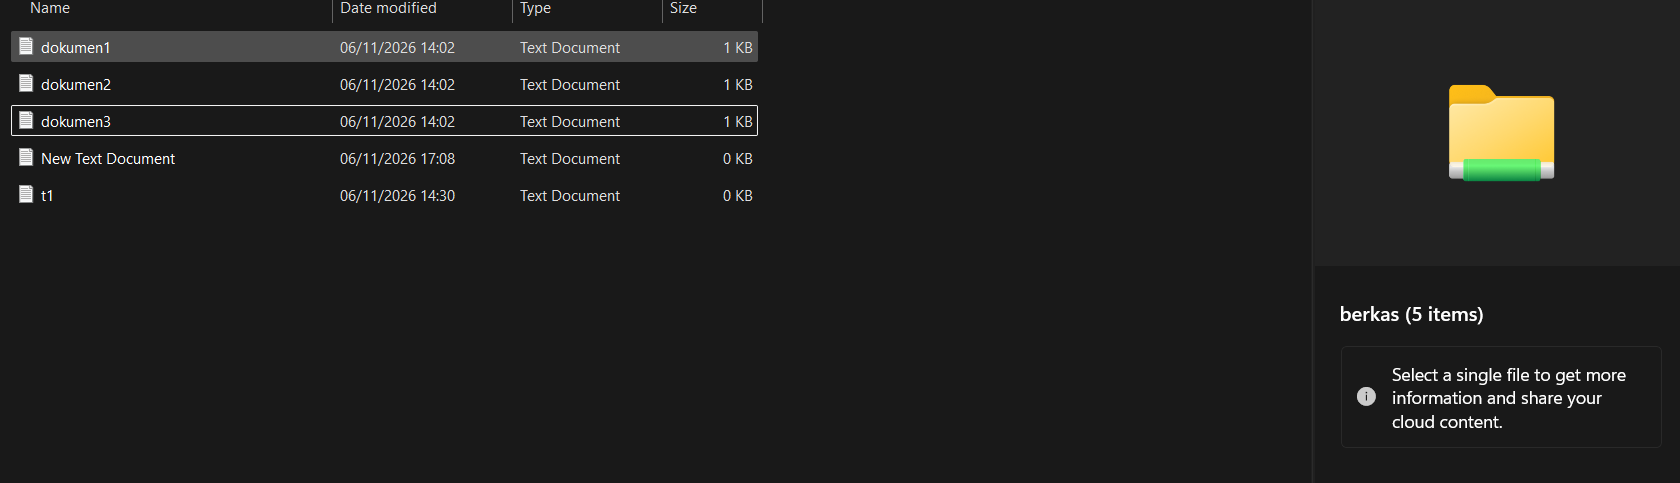 Name Date modified Type Size
dokumen1 06/11/2026 14:02 Text Document 1 KB
dokumen2 06/11/2026 14:02 Text Document 1 KB
dokumen3 06/11/2026 14:02 Text Document 1 KB
New Text Document 06/11/2026 17:08 Text Document 0 KB
t1 06/11/2026 14:30 Text Document 0 KB
berkas (5 items)
Select a single file to get more
information and share your
cloud content.